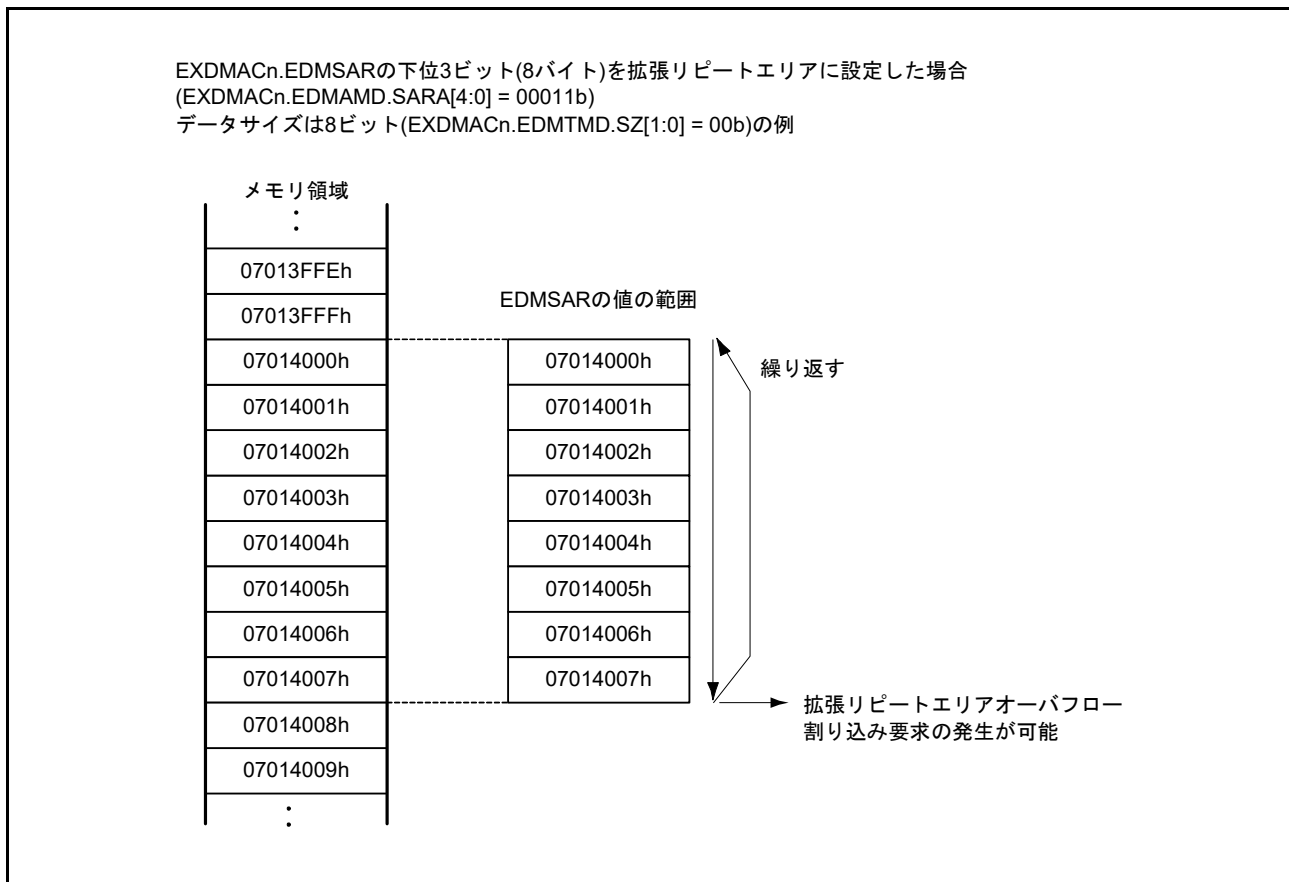 EXDMACn.EDMSARの下位3ビット(8バイト)を拡張リピートエリアに設定した場合
(EXDMACn.EDMAMD.SARA[4:0] = 00011b)
データサイズは8ビット(EXDMACn.EDMTMD.SZ[1:0] = 00b)の例
メモリ領域
07013FFEh
07013FFFh
07014000h
07014001h
07014002h
07014003h
07014004h
07014005h
07014006h
07014007h
07014008h
07014009h
EDMSARの値の範囲
07014000h
07014001h
07014002h
07014003h
07014004h
07014005h
07014006h
07014007h
繰り返す
拡張リピートエリアオーバフロー
割り込み要求の発生が可能